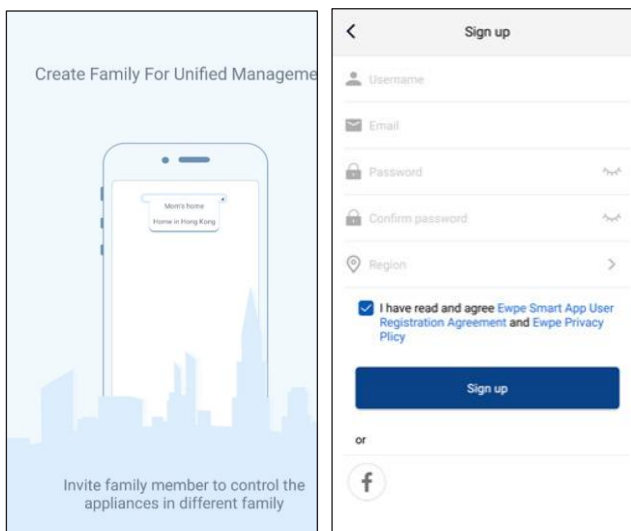 Create Family For Unified Manageme
Mom's home
Home in Hong Kong
Invite family member to control the
appliances in different family
Sign up
Username
Email
Password
Confirm password
Region
I have read and agree Ewpe Smart App User
Registration Agreement and Ewpe Privacy
Plicy
Sign up
or
f